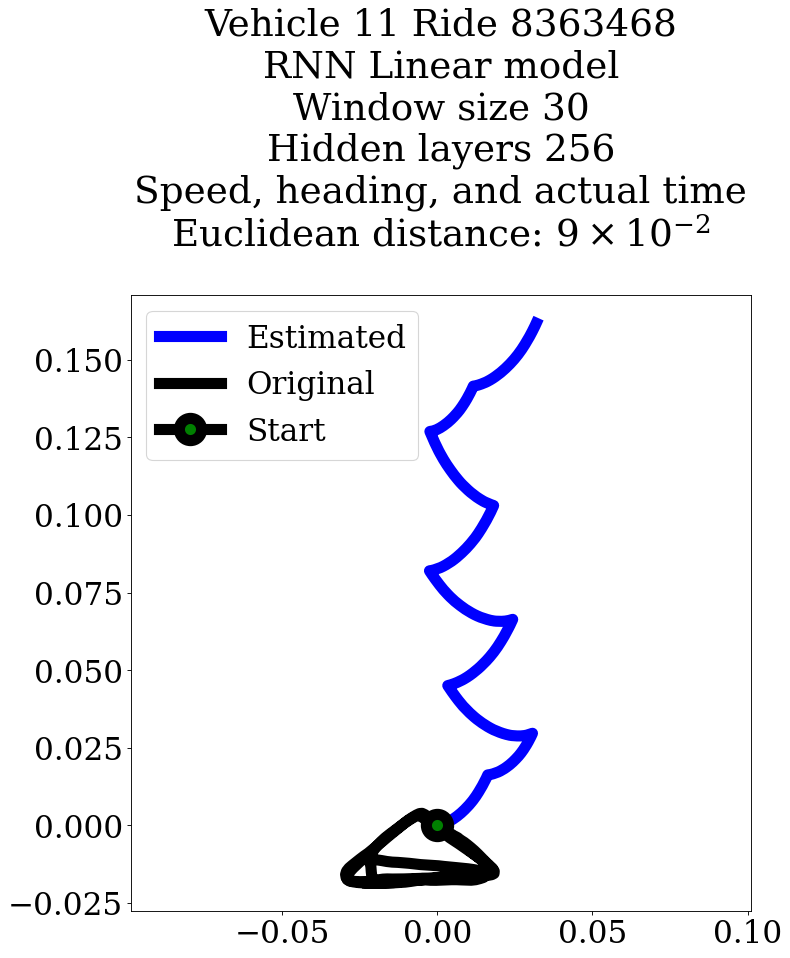 Vehicle 11 Ride 8363468
RNN Linear model
Window size 30
Hidden layers 256
Speed, heading, and actual time
Euclidean distance: 9 × 10⁻²
Estimated
Original
Start
0.150
0.125
0.100
0.075
0.050
0.025
0.000
−0.025
−0.05 0.00 0.05 0.10